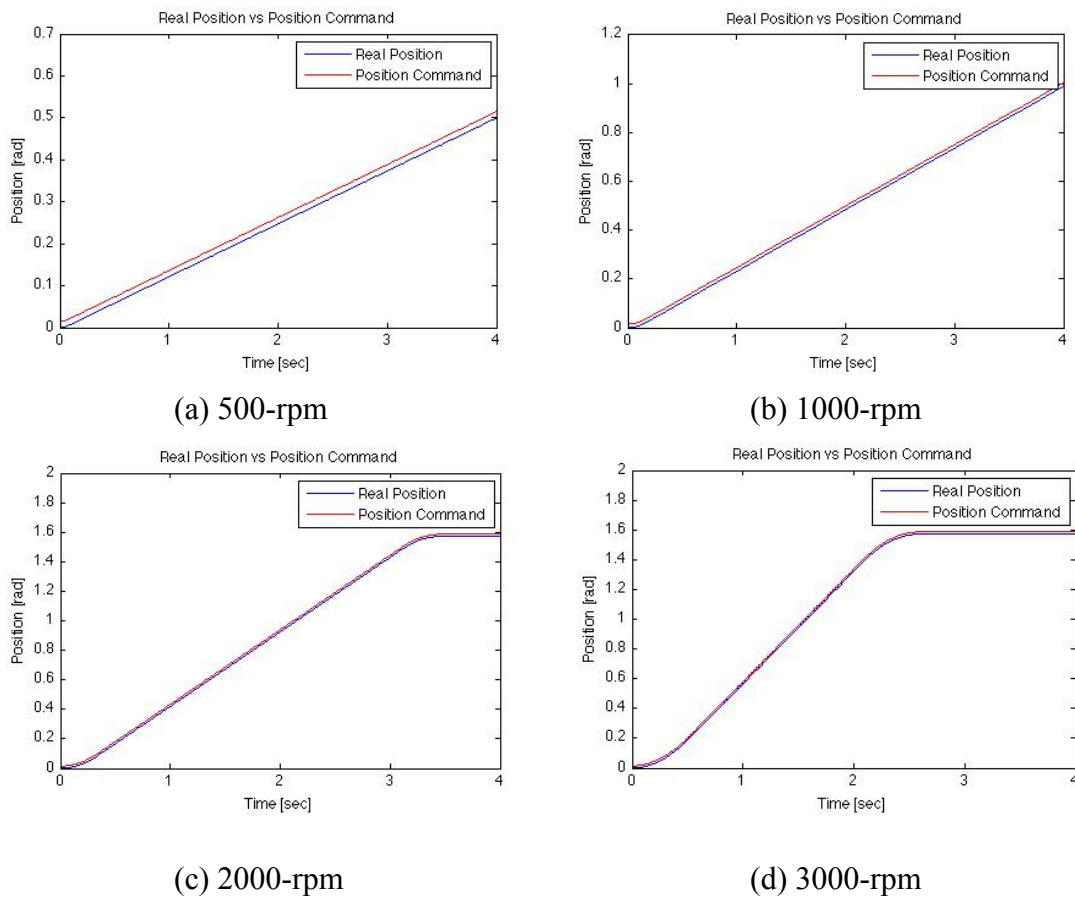 Real Position vs Position Command
0.7
0.6
0.5
0.4
0.3
0.2
0.1
0
Position [rad]
Real Position
Position Command
0 1 2 3 4
Time [sec]
(a) 500-rpm
Real Position vs Position Command
1.2
1
0.8
0.6
0.4
0.2
0
Position [rad]
Real Position
Position Command
0 1 2 3 4
Time [sec]
(b) 1000-rpm
Real Position vs Position Command
2
1.8
1.6
1.4
1.2
1
0.8
0.6
0.4
0.2
0
Position [rad]
Real Position
Position Command
0 1 2 3 4
Time [sec]
(c) 2000-rpm
Real Position vs Position Command
2
1.8
1.6
1.4
1.2
1
0.8
0.6
0.4
0.2
0
Position [rad]
Real Position
Position Command
0 1 2 3 4
Time [sec]
(d) 3000-rpm